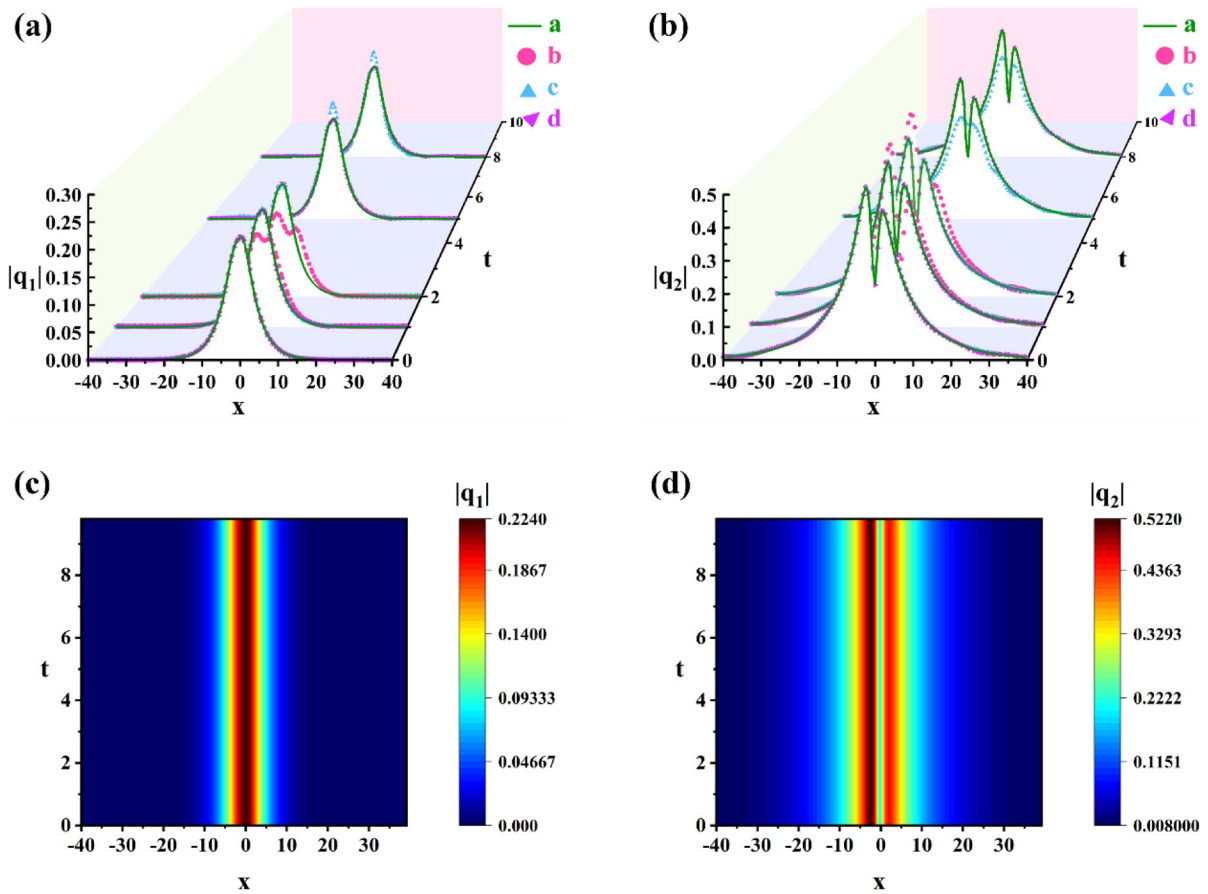 (a)
a
b
c
d
0.30
0.25
0.20
0.15
0.10
0.05
0.00
|q1|
-40 -30 -20 -10 0 10 20 30 40
x
0
2
4
6
8
10
t
(b)
a
b
c
d
0.5
0.4
0.3
0.2
0.1
0.0
|q2|
-40 -30 -20 -10 0 10 20 30 40
x
0
2
4
6
8
10
t
(c)
|q1|
8
6
4
2
0
t
-40 -30 -20 -10 0 10 20 30
x
0.2240
0.1867
0.1400
0.09333
0.04667
0.000
(d)
|q2|
8
6
4
2
0
t
-40 -30 -20 -10 0 10 20 30
x
0.5220
0.4363
0.3293
0.2222
0.1151
0.008000